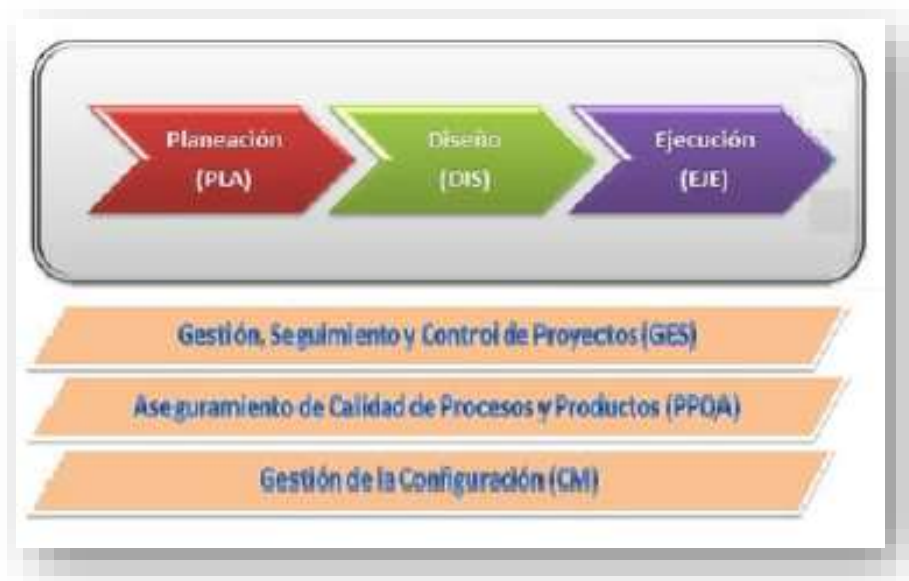 Planeación
(PLA)
Diseño
(DIS)
Ejecución
(EJE)
Gestión, Seguimiento y Control de Proyectos (GES)
Aseguramiento de Calidad de Procesos y Productos (PPQA)
Gestión de la Configuración (CM)